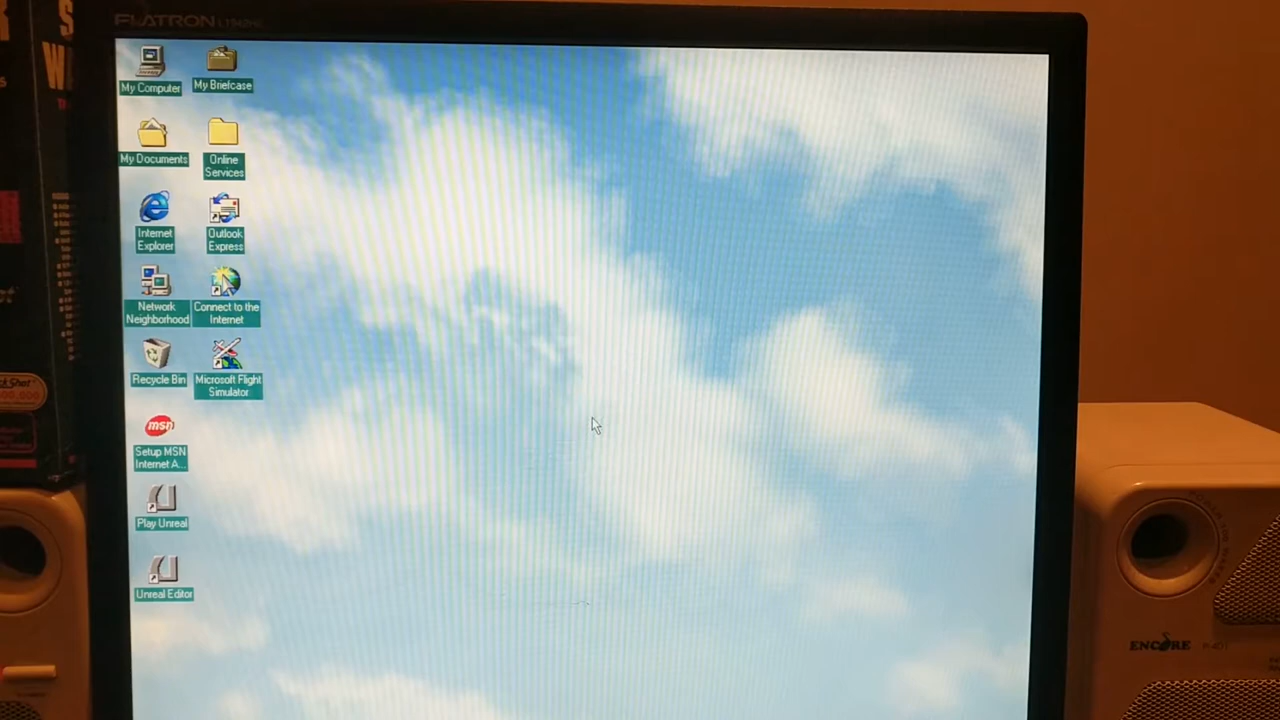 FLATRON
My Computer
My Briefcase
My Documents
Online
Services
Internet
Explorer
Outlook
Express
Network
Neighborhood
Connect to the
Internet
Recycle Bin
Microsoft Flight
Simulator
msn
Setup MSN
Internet A...
Play Unreal
Unreal Editor
ENCORE